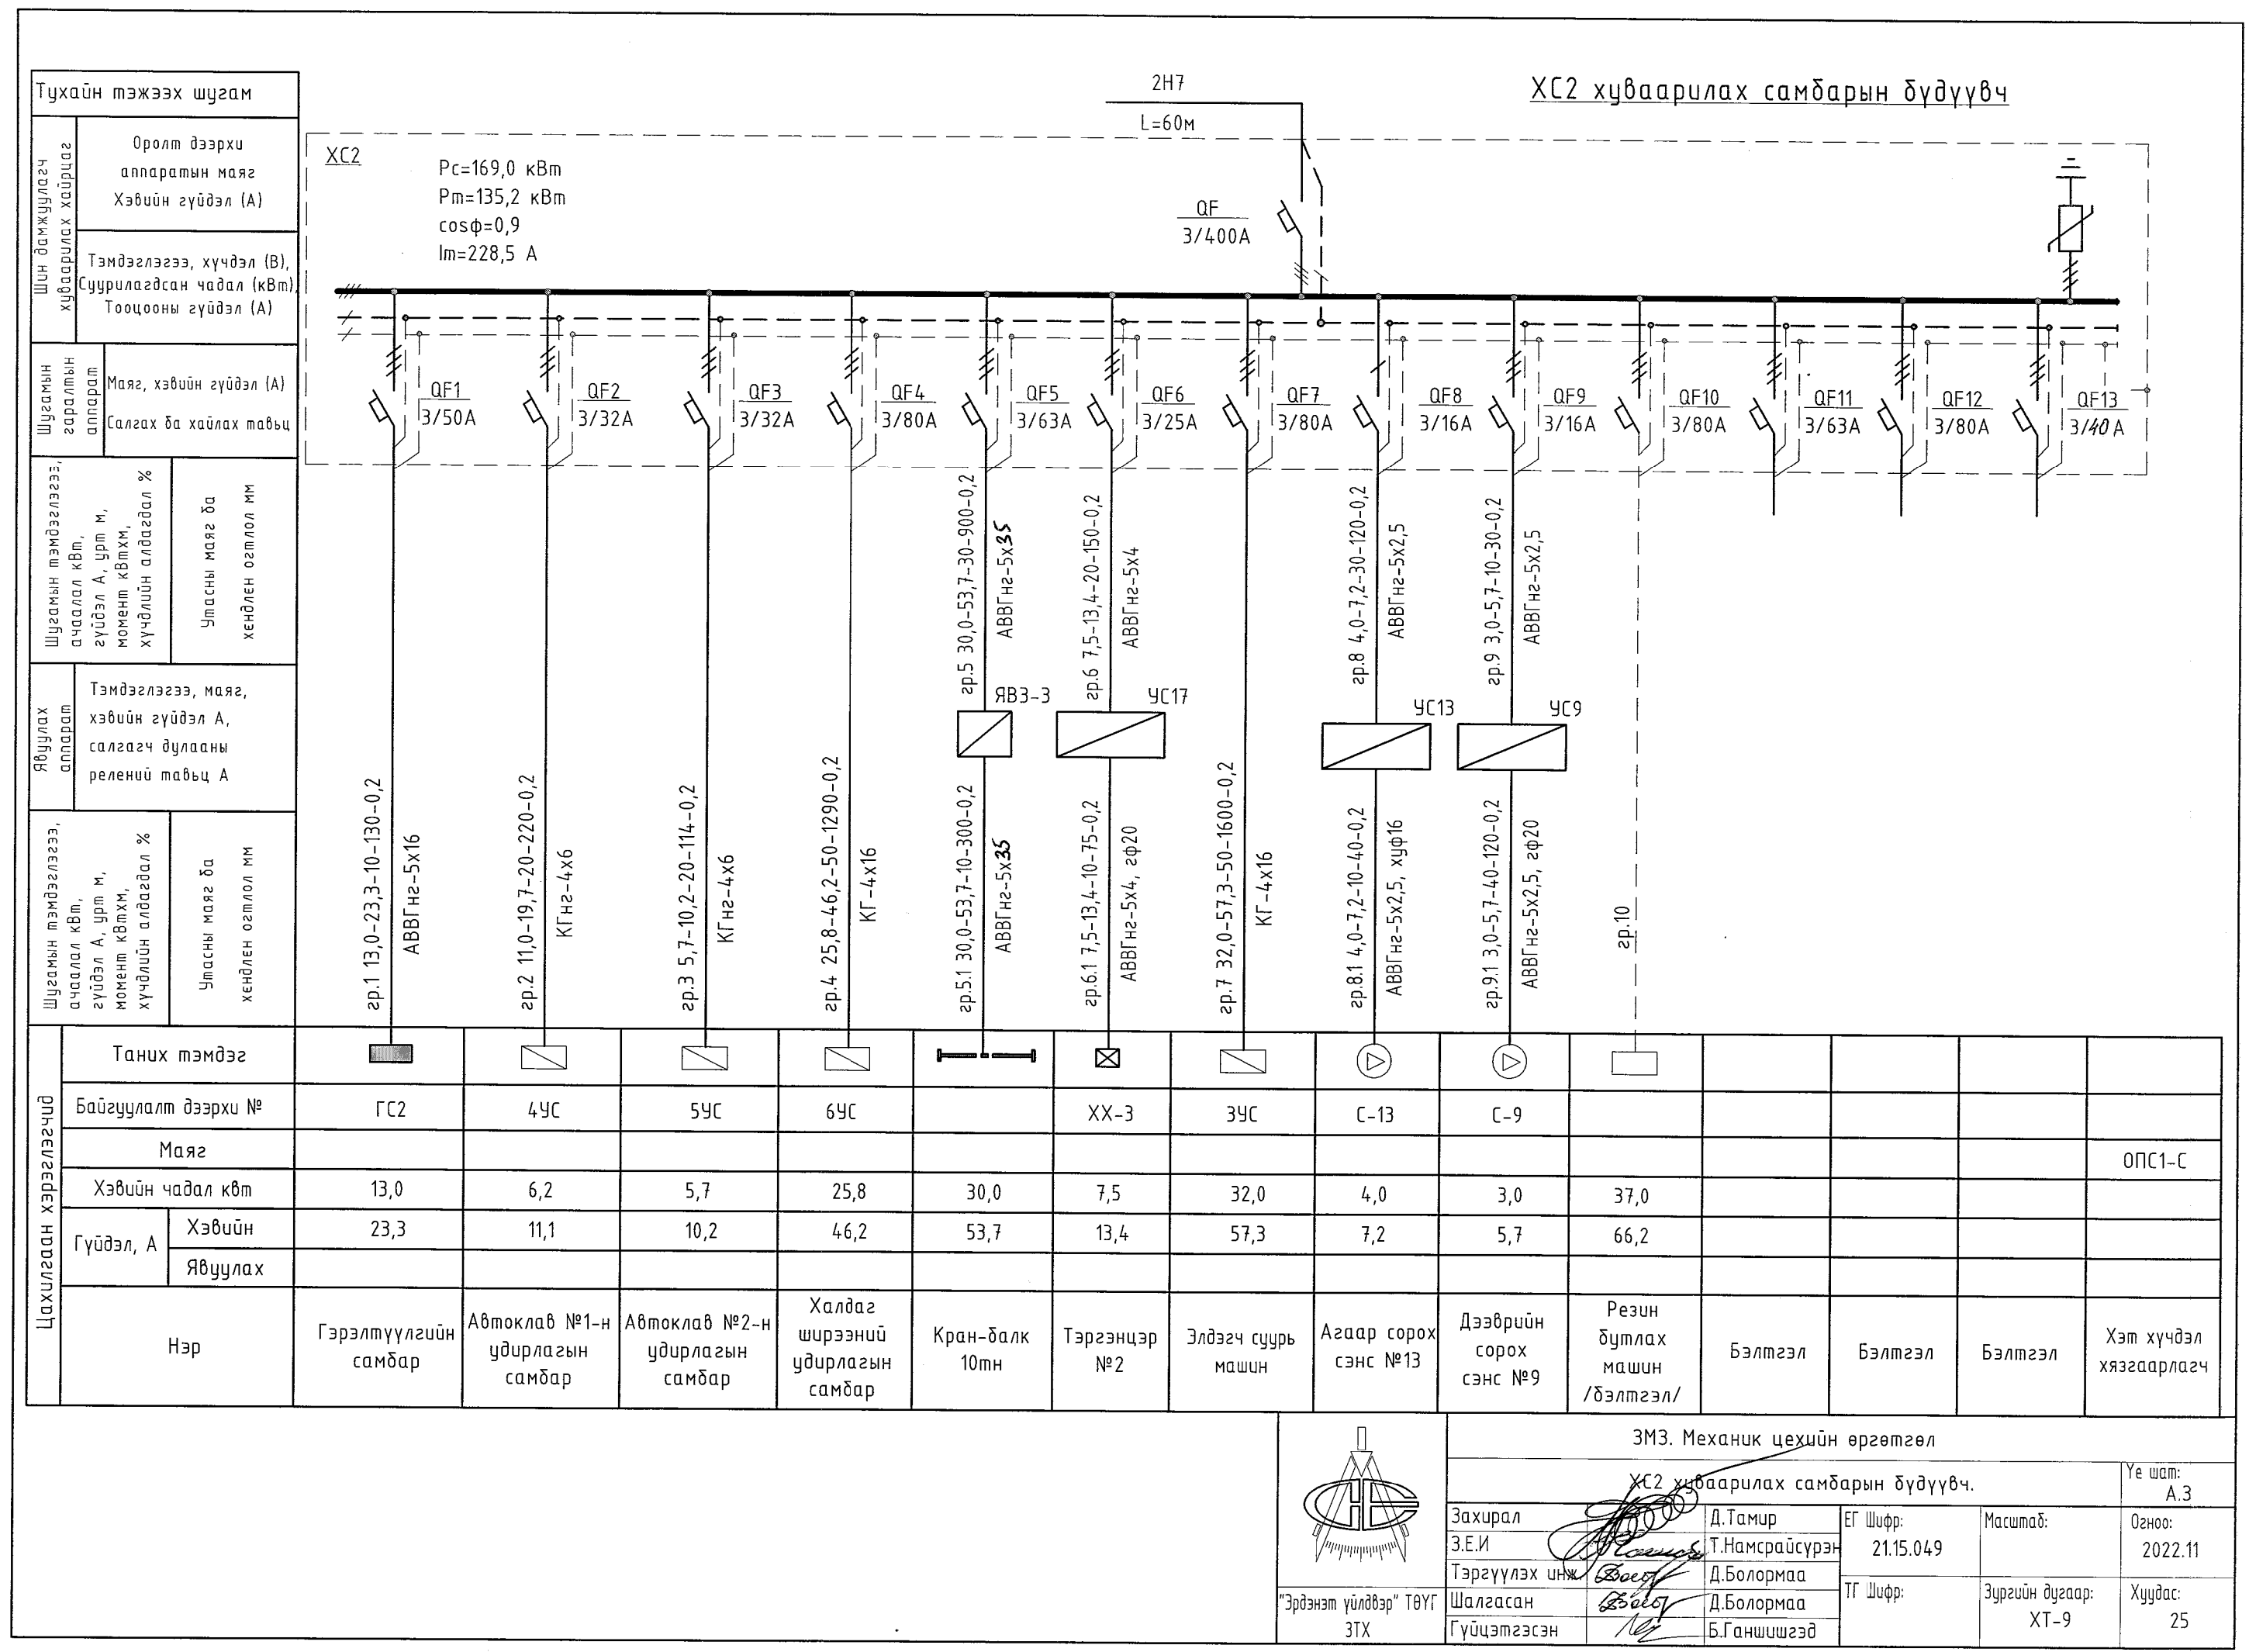 2Н7
L=60м
ХС2 хуваарилах самбарын бүдүүвч
Тухайн тэжээх шугам
Шин дамжуулагч
хуваарилах хайрцаг
Оролт дээрхи
аппаратын маяг
Хэвийн гүйдэл (А)
Тэмдэглэгээ, хүчдэл (В),
Суурилагдсан чадал (кВт)
Тооцооны гүйдэл (А)
ХС2
Рс=169,0 кВт
Рт=135,2 кВт
cosф=0,9
Iт=228,5 А
QF
3/400А
Шугамын
гаралтын
аппарат
Маяг, хэвийн гүйдэл (А)
Салгах ба хайлах тавьц
QF1
3/50А
QF2
3/32А
QF3
3/32А
QF4
3/80А
QF5
3/63А
QF6
3/25А
QF7
3/80А
QF8
3/16А
QF9
3/16А
QF10
3/80А
QF11
3/63А
QF12
3/80А
QF13
3/40 А
Шугамын тэмдэглэгээ,
ачаалал кВт,
гүйдэл А, урт м,
момент кВтхм,
хүчдлийн алдагдал %
Утасны маяг ба
хөндлөн огтлол мм
гр.5 30,0-53,7-30-900-0,2
АВВГнг-5х35
гр.6 7,5-13,4-20-150-0,2
АВВГнг-5х4
гр.8 4,0-7,2-30-120-0,2
АВВГнг-5х2,5
гр.9 3,0-5,7-10-30-0,2
АВВГнг-5х2,5
Явуулах
аппарат
Тэмдэглэгээ, маяг,
хэвийн гүйдэл А,
салгагч дулааны
релений тавьц А
ЯВЗ-3
УС17
УС13
УС9
Шугамын тэмдэглэгээ,
ачаалал кВт,
гүйдэл А, урт м,
момент кВтхм,
хүчдлийн алдагдал %
Утасны маяг ба
хөндлөн огтлол мм
гр.1 13,0-23,3-10-130-0,2
АВВГнг-5х16
гр.2 11,0-19,7-20-220-0,2
КГнг-4х6
гр.3 5,7-10,2-20-114-0,2
КГнг-4х6
гр.4 25,8-46,2-50-1290-0,2
КГ-4х16
гр.5.1 30,0-53,7-10-300-0,2
АВВГнг-5х35
гр.6.1 7,5-13,4-10-75-0,2
АВВГнг-5х4, гф20
гр.7 32,0-57,3-50-1600-0,2
КГ-4х16
гр.8.1 4,0-7,2-10-40-0,2
АВВГнг-5х2,5, хуф16
гр.9.1 3,0-5,7-40-120-0,2
АВВГнг-5х2,5, гф20
гр.10
Цахилгаан хэрэглэгчид
Таних тэмдэг
Байгуулалт дээрхи № ГС2 4УС 5УС 6УС ХХ-3 3УС С-13 С-9
Маяг ОПС1-С
Хэвийн чадал квт 13,0 6,2 5,7 25,8 30,0 7,5 32,0 4,0 3,0 37,0
Гүйдэл, А
Хэвийн 23,3 11,1 10,2 46,2 53,7 13,4 57,3 7,2 5,7 66,2
Явуулах
Нэр
Гэрэлтүүлгийн
самбар
Автоклав №1-н
удирлагын
самбар
Автоклав №2-н
удирлагын
самбар
Халдаг
ширээний
удирлагын
самбар
Кран-балк
10тн
Тэргэнцэр
№2
Элдэгч суурь
машин
Агаар сорох
сэнс №13
Дээврийн
сорох
сэнс №9
Резин
бутлах
машин
/бэлтгэл/
Бэлтгэл
Бэлтгэл
Бэлтгэл
Хэт хүчдэл
хязгаарлагч
ЗМЗ. Механик цехийн өргөтгөл
ХС2 хуваарилах самбарын бүдүүвч.
Үе шат:
А.З
Захирал Д.Тамир
З.Е.И Т.Намсрайсүрэн
Тэргүүлэх инж Д.Болормаа
Шалгасан Д.Болормаа
Гүйцэтгэсэн Б.Ганшишгэд
ЕГ Шифр:
21.15.049
Масштаб:
Огноо:
2022.11
ТГ Шифр:
Зургийн дугаар:
ХТ-9
Хуудас:
25
"Эрдэнэт үйлдвэр" ТӨҮГ
ЗТХ